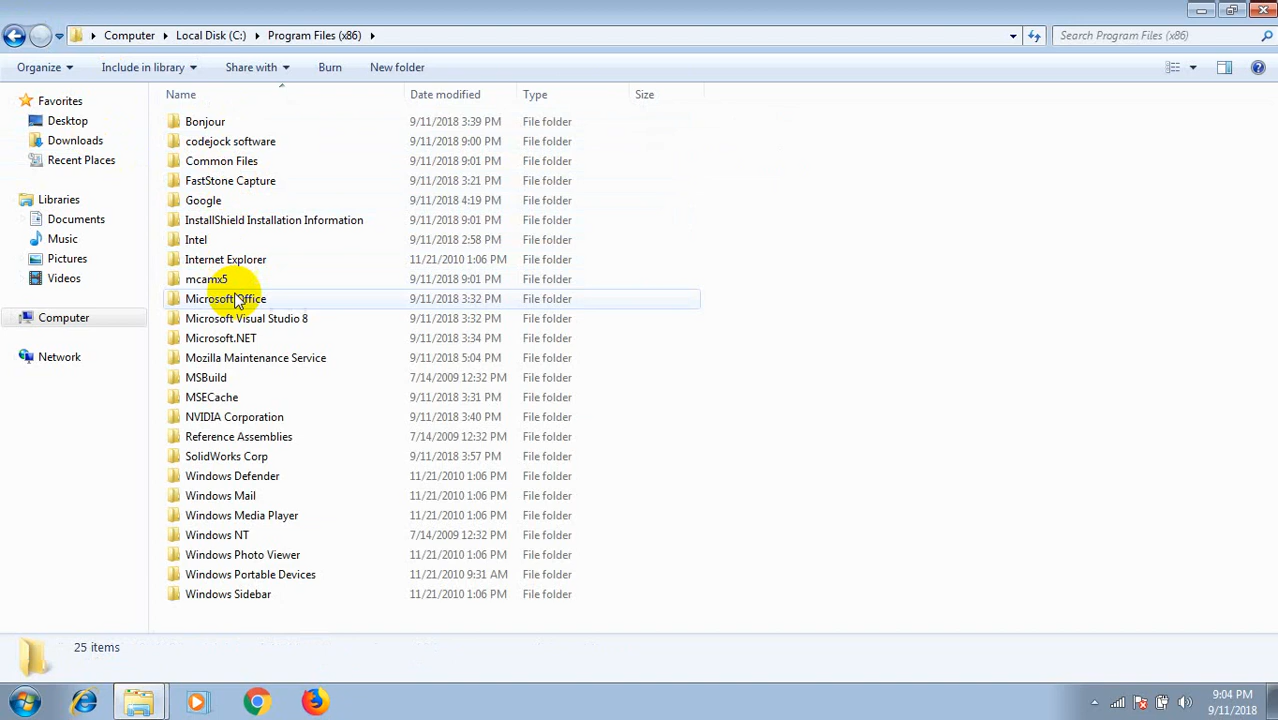 Computer Local Disk (C:) Program Files (x86) Search Program Files (x86)
Organize Include in library Share with Burn New folder
Name Date modified Type Size
Favorites
Desktop
Downloads
Recent Places
Libraries
Documents
Music
Pictures
Videos
Computer
Network
Bonjour 9/11/2018 3:39 PM File folder
codejock software 9/11/2018 9:00 PM File folder
Common Files 9/11/2018 9:01 PM File folder
FastStone Capture 9/11/2018 3:21 PM File folder
Google 9/11/2018 4:19 PM File folder
InstallShield Installation Information 9/11/2018 9:01 PM File folder
Intel 9/11/2018 2:58 PM File folder
Internet Explorer 11/21/2010 1:06 PM File folder
mcamx5 9/11/2018 9:01 PM File folder
Microsoft Office 9/11/2018 3:32 PM File folder
Microsoft Visual Studio 8 9/11/2018 3:32 PM File folder
Microsoft.NET 9/11/2018 3:34 PM File folder
Mozilla Maintenance Service 9/11/2018 5:04 PM File folder
MSBuild 7/14/2009 12:32 PM File folder
MSECache 9/11/2018 3:31 PM File folder
NVIDIA Corporation 9/11/2018 3:40 PM File folder
Reference Assemblies 7/14/2009 12:32 PM File folder
SolidWorks Corp 9/11/2018 3:57 PM File folder
Windows Defender 11/21/2010 1:06 PM File folder
Windows Mail 11/21/2010 1:06 PM File folder
Windows Media Player 11/21/2010 1:06 PM File folder
Windows NT 7/14/2009 12:32 PM File folder
Windows Photo Viewer 11/21/2010 1:06 PM File folder
Windows Portable Devices 11/21/2010 9:31 AM File folder
Windows Sidebar 11/21/2010 1:06 PM File folder
25 items
9:04 PM
9/11/2018